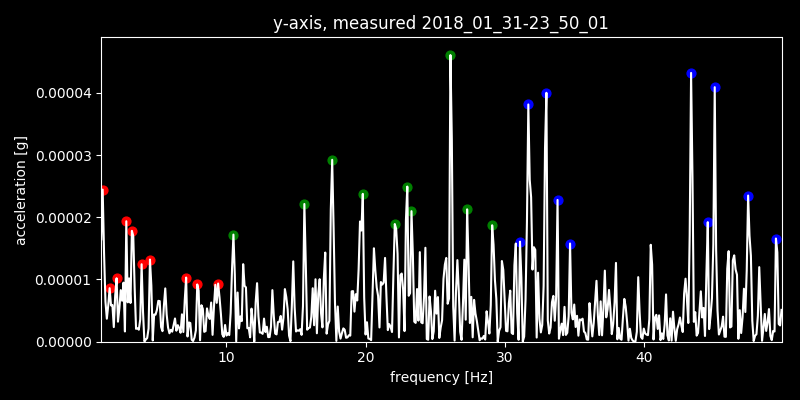 y-axis, measured 2018_01_31-23_50_01
0.00004
0.00003
0.00002
0.00001
0.00000
acceleration [g]
10 20 30 40
frequency [Hz]